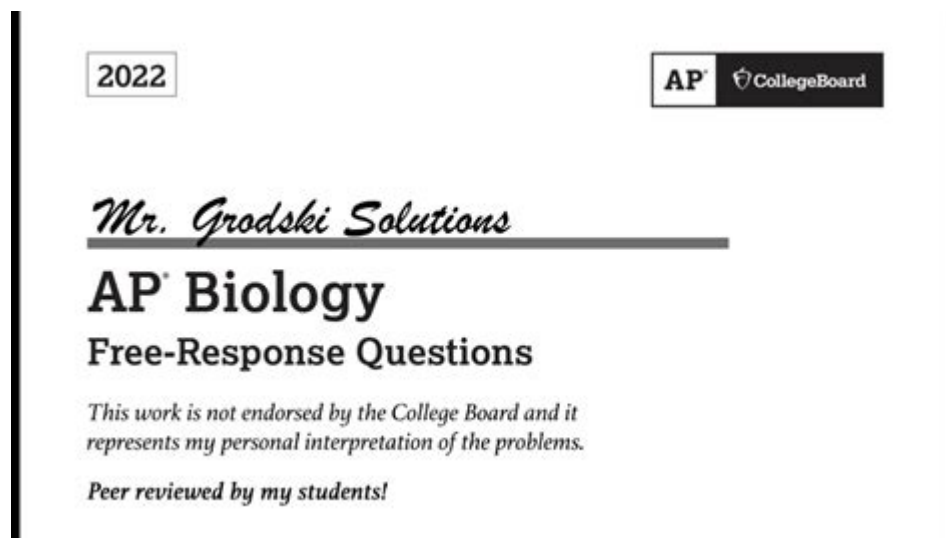 2022
AP® CollegeBoard
Mr. Grodski Solutions
AP® Biology
Free-Response Questions
This work is not endorsed by the College Board and it
represents my personal interpretation of the problems.
Peer reviewed by my students!